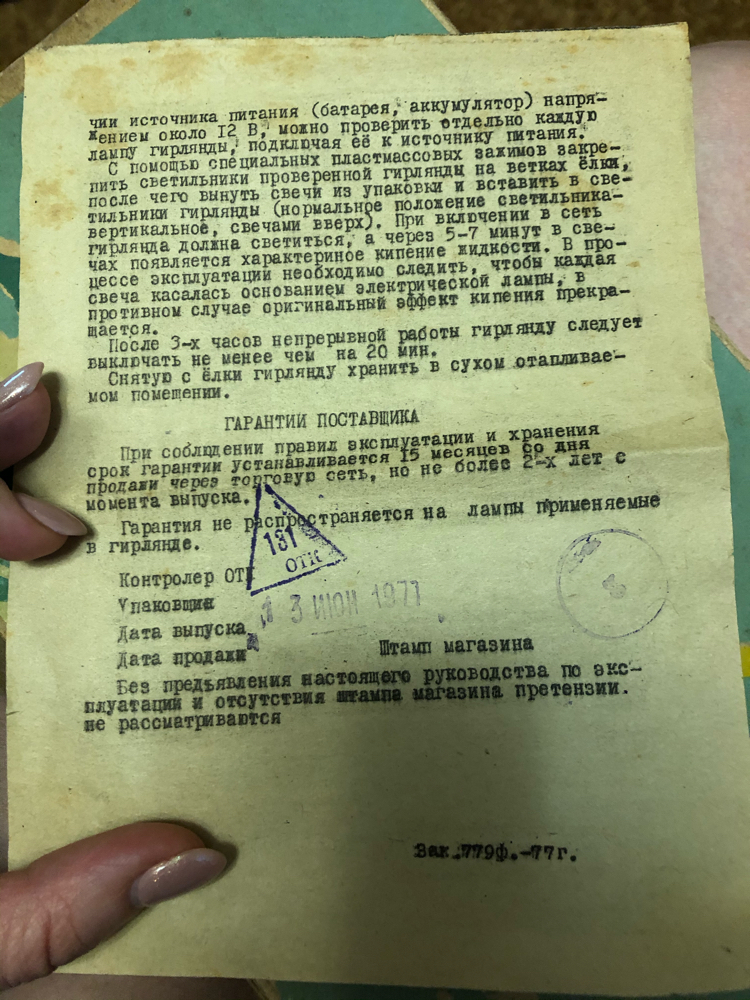 чии источника питания (батарея, аккумулятор) напря-
жением около 12 В, можно проверить отдельно каждую
лампу гирлянды, подключая её к источнику питания.
С помощью специальных пластмассовых зажимов закре-
пить светильники проверенной гирлянды на ветках ёлки,
после чего вынуть свечи из упаковки и вставить в све-
тильники гирлянды (нормальное положение светильника-
вертикальное, свечами вверх). При включении в сеть
гирлянда должна светиться, а через 5-7 минут в све-
чах появляется характериное кипение жидкости. В про-
цессе эксплуатации необходимо следить, чтобы каждая
свеча касалась основанием электрической лампы, в
противном случае оригинальный эффект кипения прекра-
щается.
После 3-х часов непрерывной работы гирлянду следует
выключать не менее чем на 20 мин.
Снятую с ёлки гирлянду хранить в сухом отапливае-
мом помещении.
ГАРАНТИИ ПОСТАВЩИКА
При соблюдении правил эксплуатации и хранения
срок гарантии устанавливается 15 месяцев со дня
продажи через торговую сеть, но не более 2-х лет с
момента выпуска.
Гарантия не распространяется на лампы применяемые
в гирлянде.
131
ОТК
Контролер ОТК
Упаковщик
3 ИЮН 1977
Дата выпуска
Дата продажи Штамп магазина
Без предъявления настоящего руководства по экс-
плуатации и отсутствия штампа магазина претензии.
не рассматриваются
Зак.779ф.-77г.